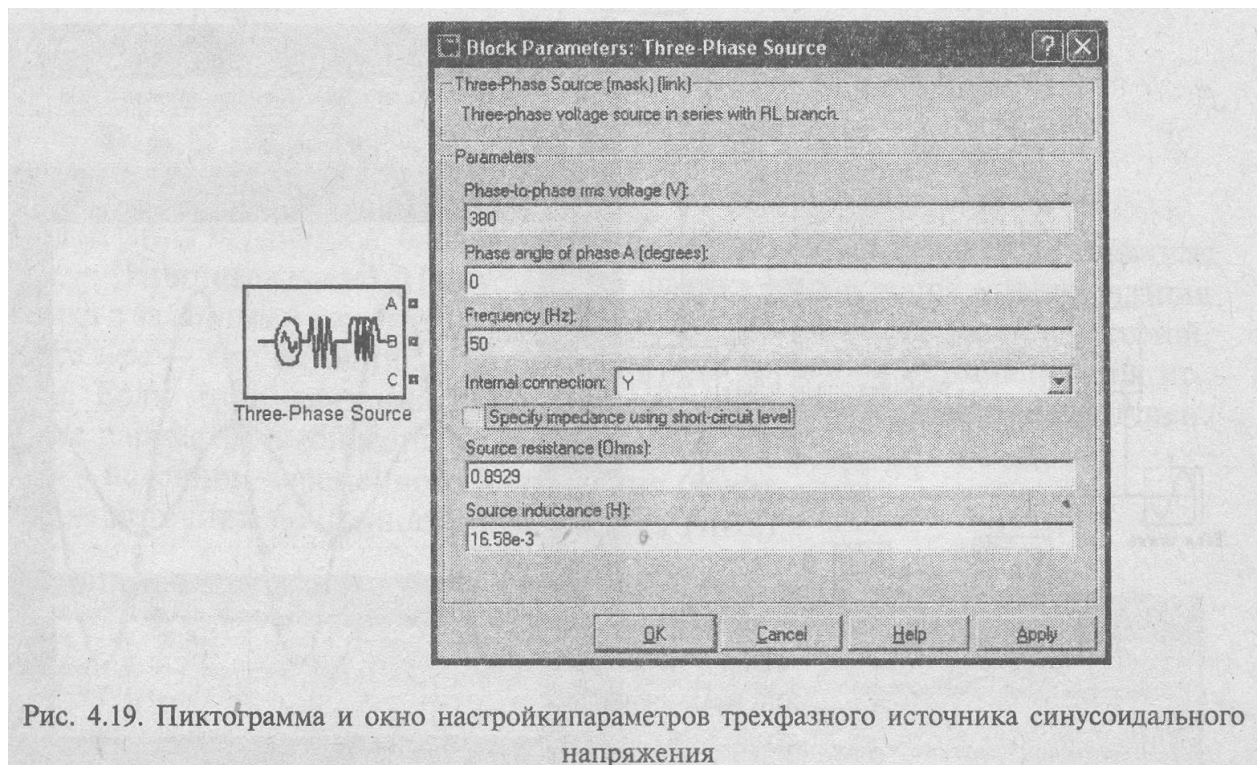 Block Parameters: Three-Phase Source
Three-Phase Source (mask) (link)
Three-phase voltage source in series with RL branch.
Parameters
Phase-to-phase rms voltage (V):
380
Phase angle of phase A (degrees):
0
Frequency (Hz):
50
Internal connection: Y
Specify impedance using short-circuit level
Source resistance (Ohms):
0.8929
Source inductance (H):
16.58e-3
OK Cancel Help Apply
A
B
C
Three-Phase Source
Рис. 4.19. Пиктограмма и окно настройкипараметров трехфазного источника синусоидального
напряжения